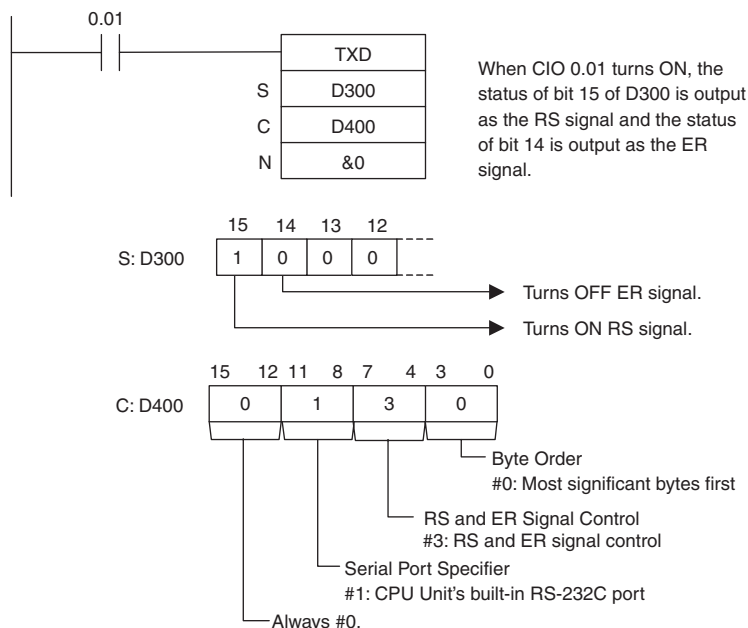 0.01
TXD
S D300
C D400
N &0
When CIO 0.01 turns ON, the
status of bit 15 of D300 is output
as the RS signal and the status
of bit 14 is output as the ER
signal.
15 14 13 12
S: D300 1 0 0 0
Turns OFF ER signal.
Turns ON RS signal.
15 12 11 8 7 4 3 0
C: D400 0 1 3 0
Byte Order
#0: Most significant bytes first
RS and ER Signal Control
#3: RS and ER signal control
Serial Port Specifier
#1: CPU Unit's built-in RS-232C port
Always #0.